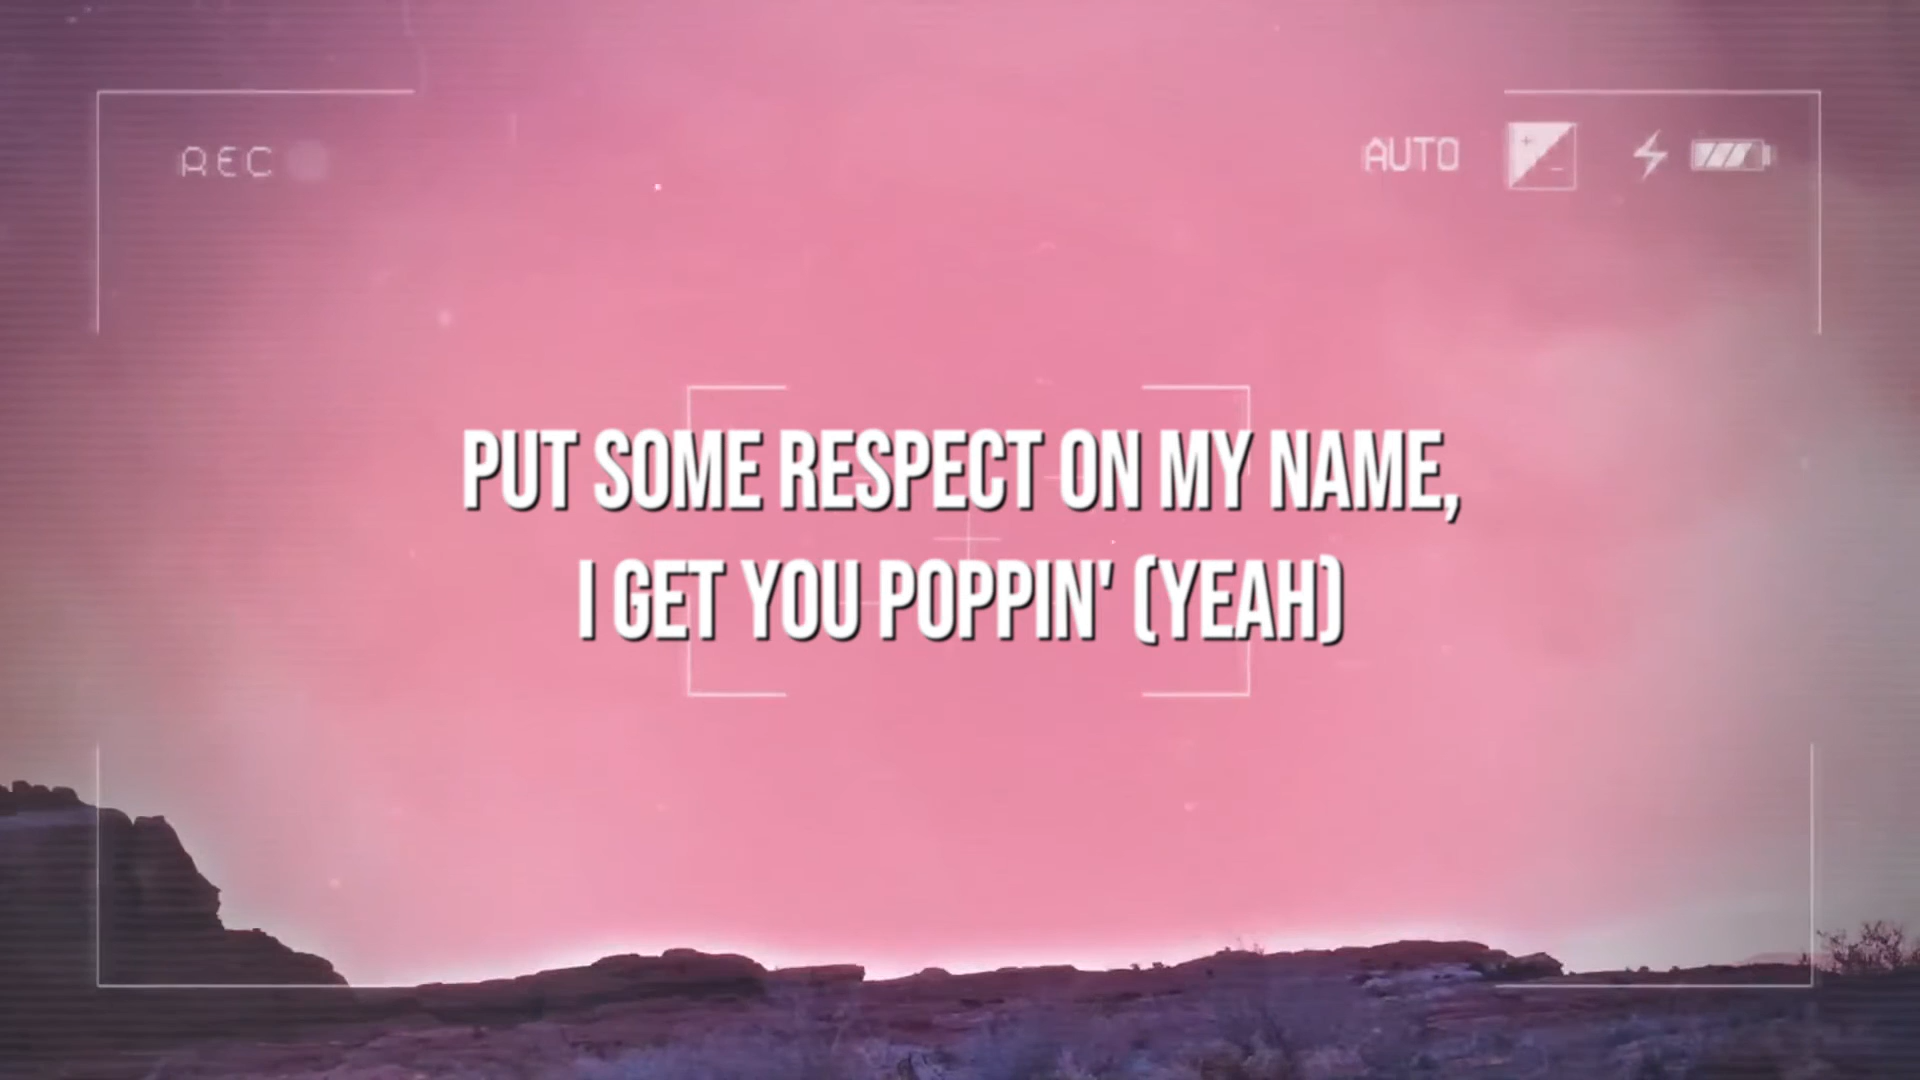 REC
AUTO
PUT SOME RESPECT ON MY NAME,
I GET YOU POPPIN' (YEAH)